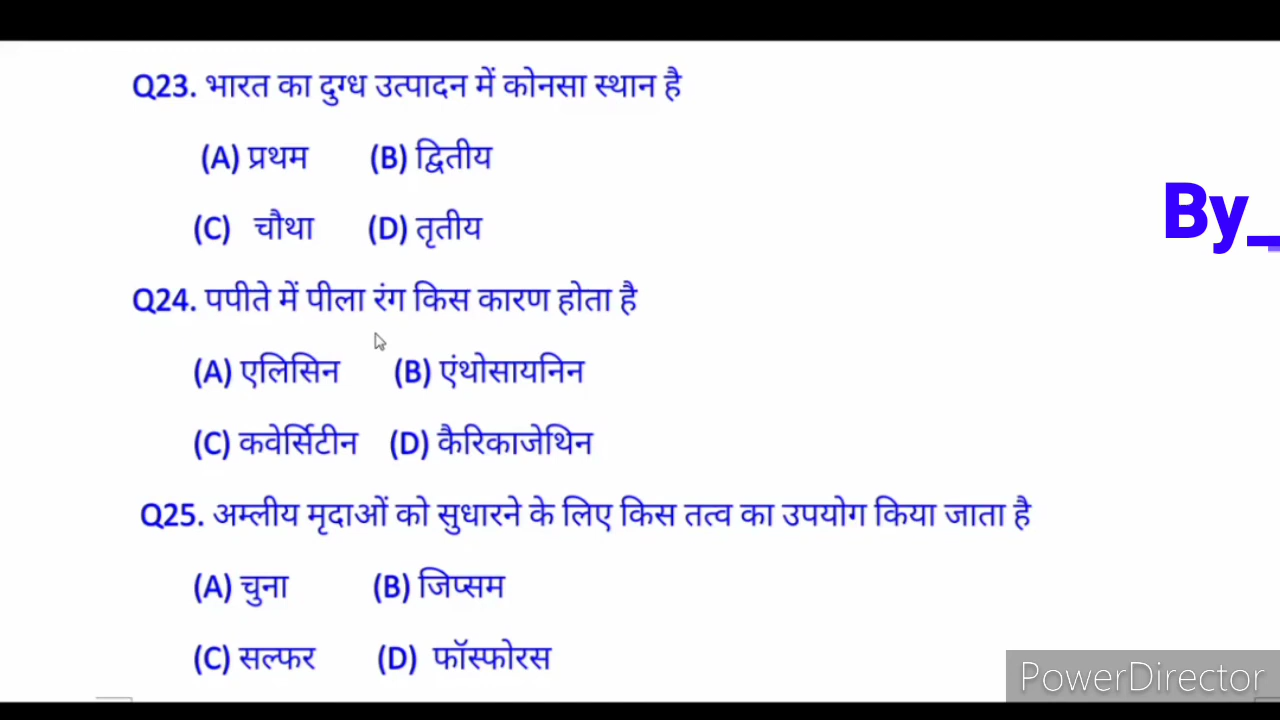 Q23. भारत का दुग्ध उत्पादन में कोनसा स्थान है
(A) प्रथम (B) द्वितीय
(C) चौथा (D) तृतीय
By_
Q24. पपीते में पीला रंग किस कारण होता है
(A) एलिसिन (B) एंथोसायनिन
(C) कवेर्सिटीन (D) कैरिकाजेथिन
Q25. अम्लीय मृदाओं को सुधारने के लिए किस तत्व का उपयोग किया जाता है
(A) चुना (B) जिप्सम
(C) सल्फर (D) फॉस्फोरस
PowerDirector